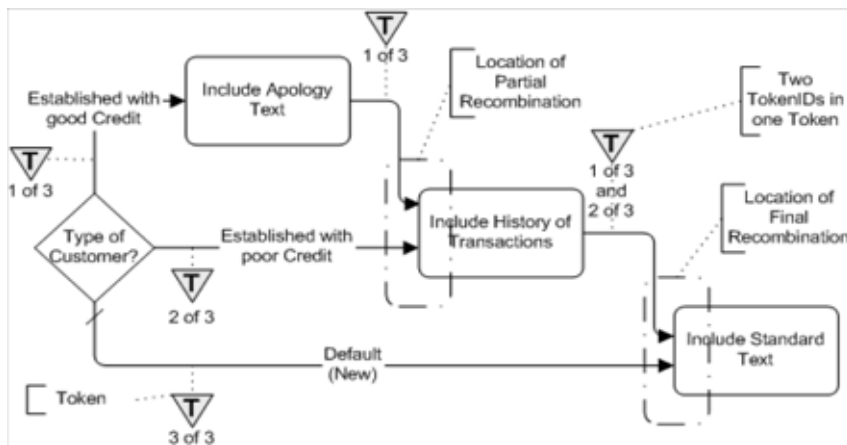 T
1 of 3
Established with
good Credit
Include Apology
Text
Location of
Partial
Recombination
Two
TokenIDs in
one Token
T
1 of 3
T
1 of 3
and
2 of 3
Type of
Customer?
Established with
poor Credit
Include History of
Transactions
Location of
Final
Recombination
T
2 of 3
Default
(New)
Include Standard
Text
Token
T
3 of 3